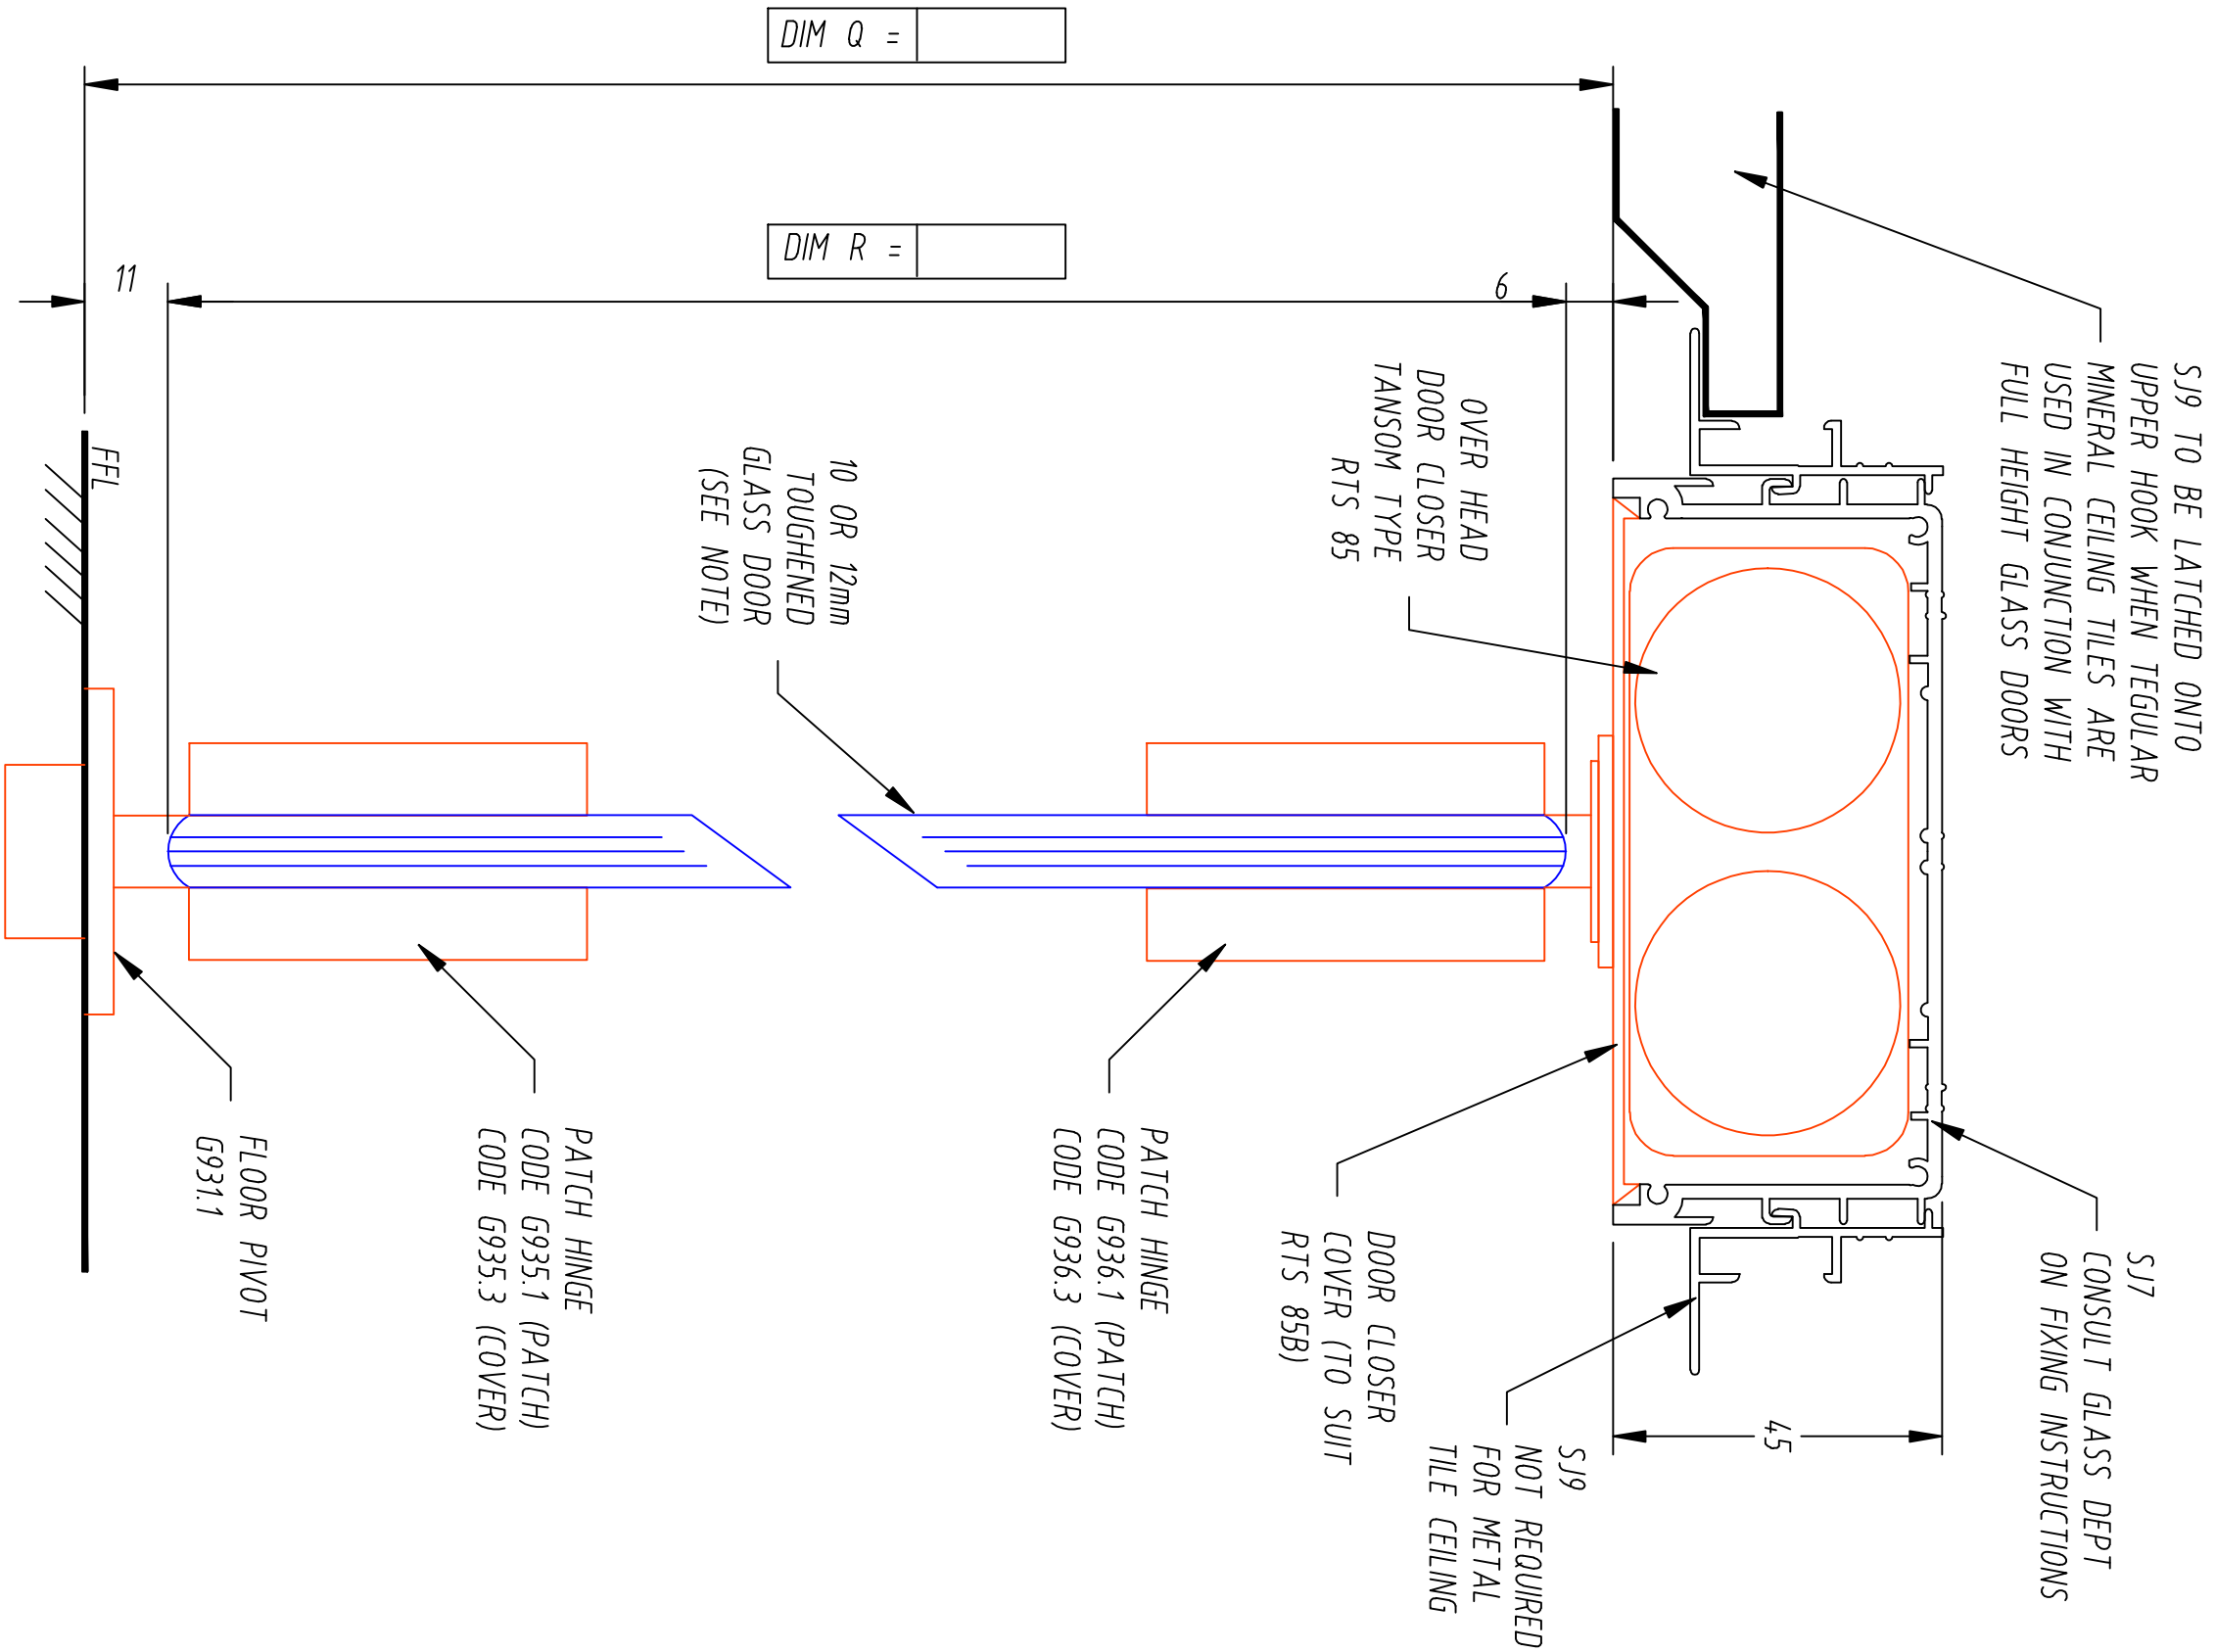 DIM Q =
DIM R =
11
6
SJ9 TO BE LATCHED ONTO
UPPER HOOK WHEN TEGULAR
MINERAL CEILING TILES ARE
USED IN CONJUNCTION WITH
FULL HEIGHT GLASS DOORS
OVER HEAD
DOOR CLOSER
TANSOM TYPE
RTS 85
10 OR 12mm
TOUGHENED
GLASS DOOR
(SEE NOTE)
FFL
SJ7
CONSULT GLASS DEPT
ON FIXING INSTRUCTIONS
45
SJ9
NOT REQUIRED
FOR METAL
TILE CEILING
DOOR CLOSER
COVER (TO SUIT
RTS 85B)
PATCH HINGE
CODE G936.1 (PATCH)
CODE G936.3 (COVER)
PATCH HINGE
CODE G935.1 (PATCH)
CODE G935.3 (COVER)
FLOOR PIVOT
G931.1